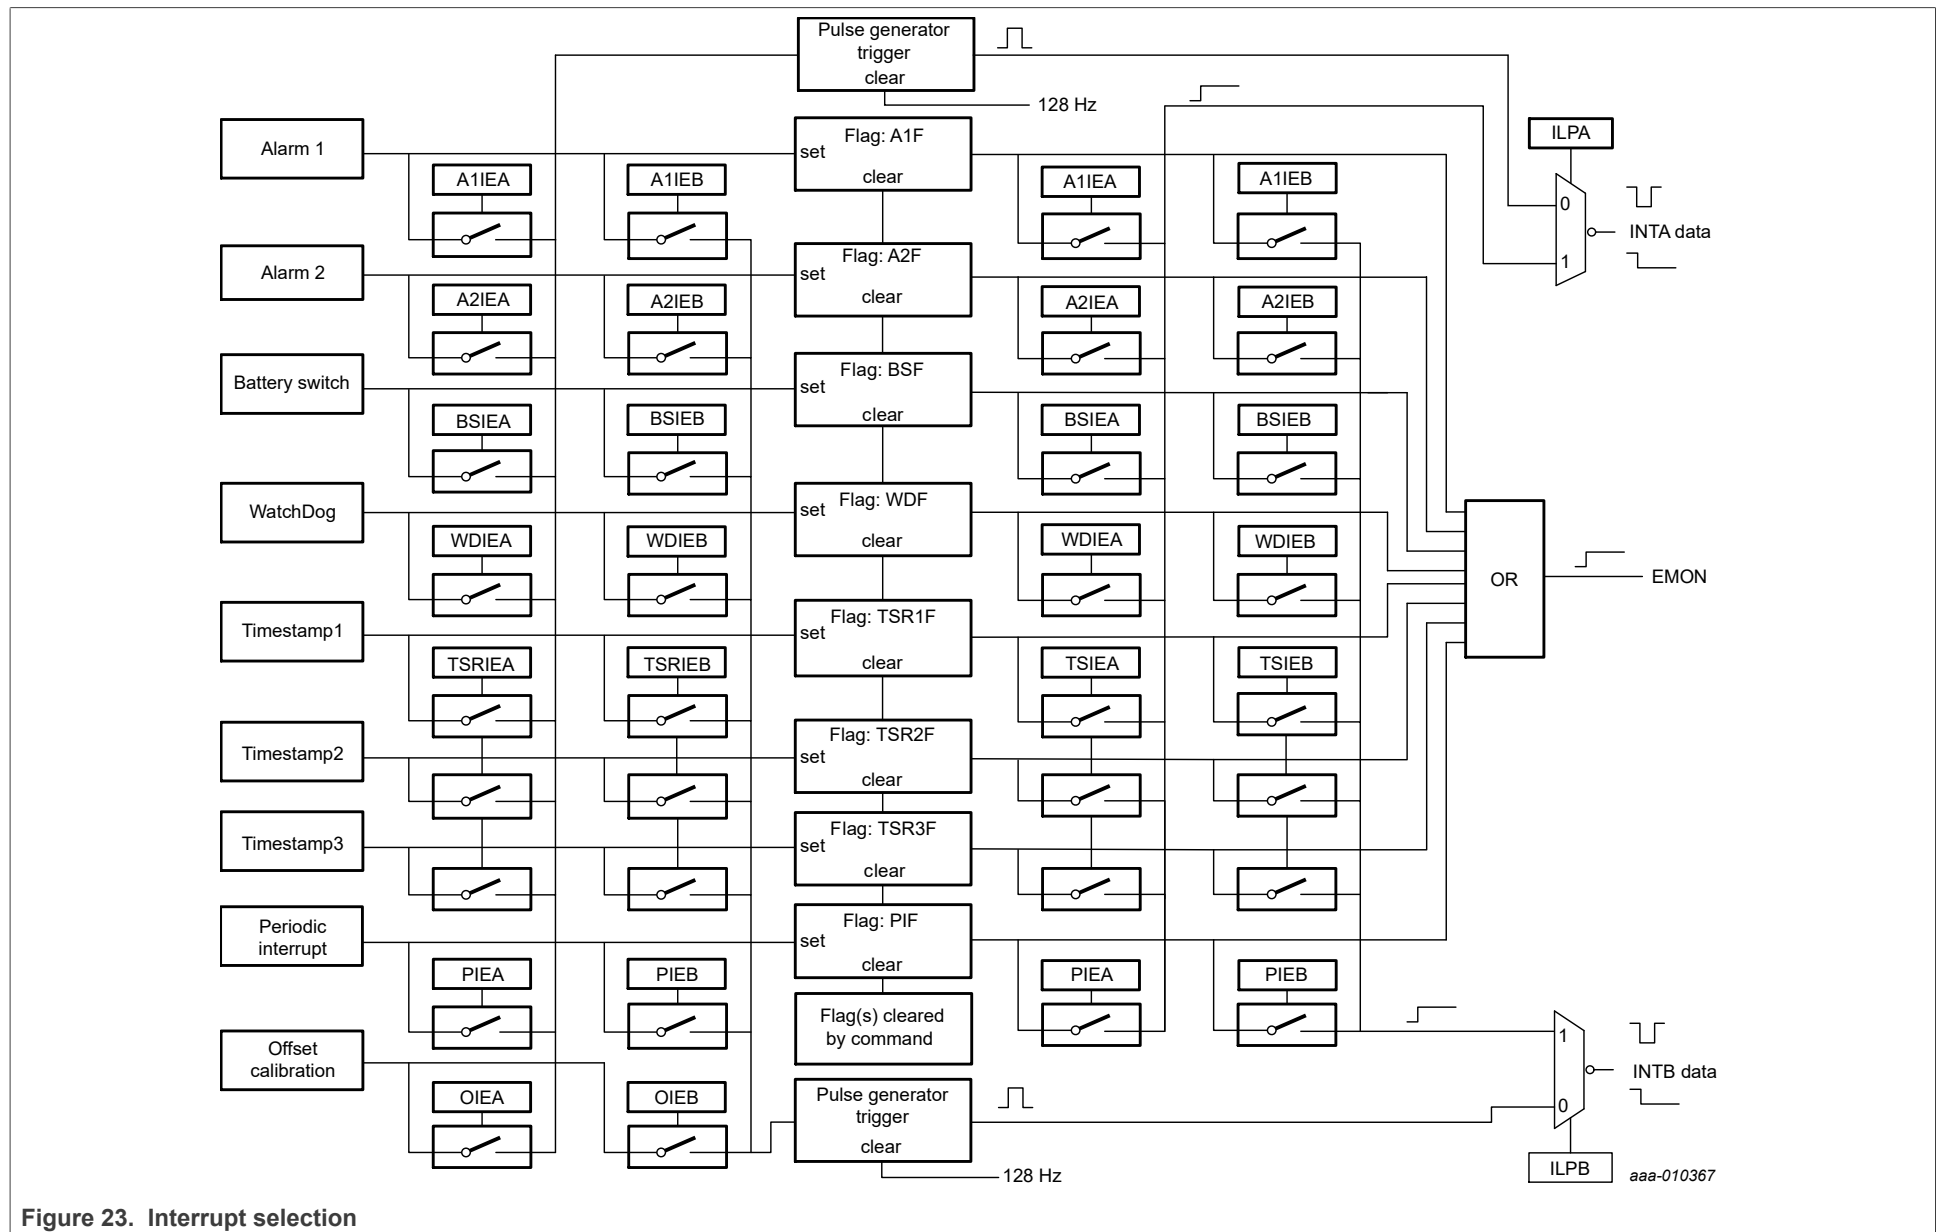 Pulse generator
trigger
clear
128 Hz
Alarm 1
set
Flag: A1F
clear
ILPA
A1IEA
A1IEB
A1IEA
A1IEB
0
INTA data
1
Alarm 2
set
Flag: A2F
clear
A2IEA
A2IEB
A2IEA
A2IEB
Battery switch
set
Flag: BSF
clear
BSIEA
BSIEB
BSIEA
BSIEB
WatchDog
set
Flag: WDF
clear
WDIEA
WDIEB
WDIEA
WDIEB
OR
EMON
Timestamp1
set
Flag: TSR1F
clear
TSRIEA
TSRIEB
TSIEA
TSIEB
Timestamp2
set
Flag: TSR2F
clear
Timestamp3
set
Flag: TSR3F
clear
Periodic
interrupt
set
Flag: PIF
clear
PIEA
PIEB
PIEA
PIEB
Flag(s) cleared
by command
Offset
calibration
1
INTB data
0
OIEA
OIEB
Pulse generator
trigger
clear
128 Hz
ILPB
aaa-010367
Figure 23. Interrupt selection